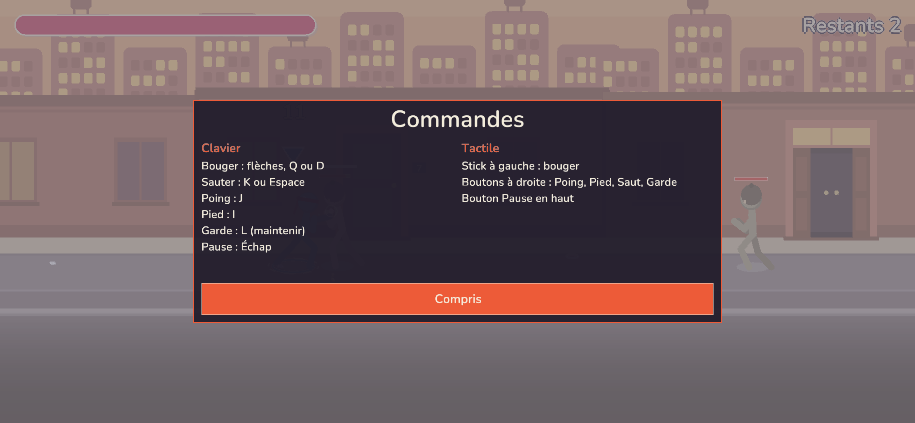 Restants 2
Commandes
Clavier
Bouger : flèches, Q ou D
Sauter : K ou Espace
Poing : J
Pied : I
Garde : L (maintenir)
Pause : Échap
Tactile
Stick à gauche : bouger
Boutons à droite : Poing, Pied, Saut, Garde
Bouton Pause en haut
Compris